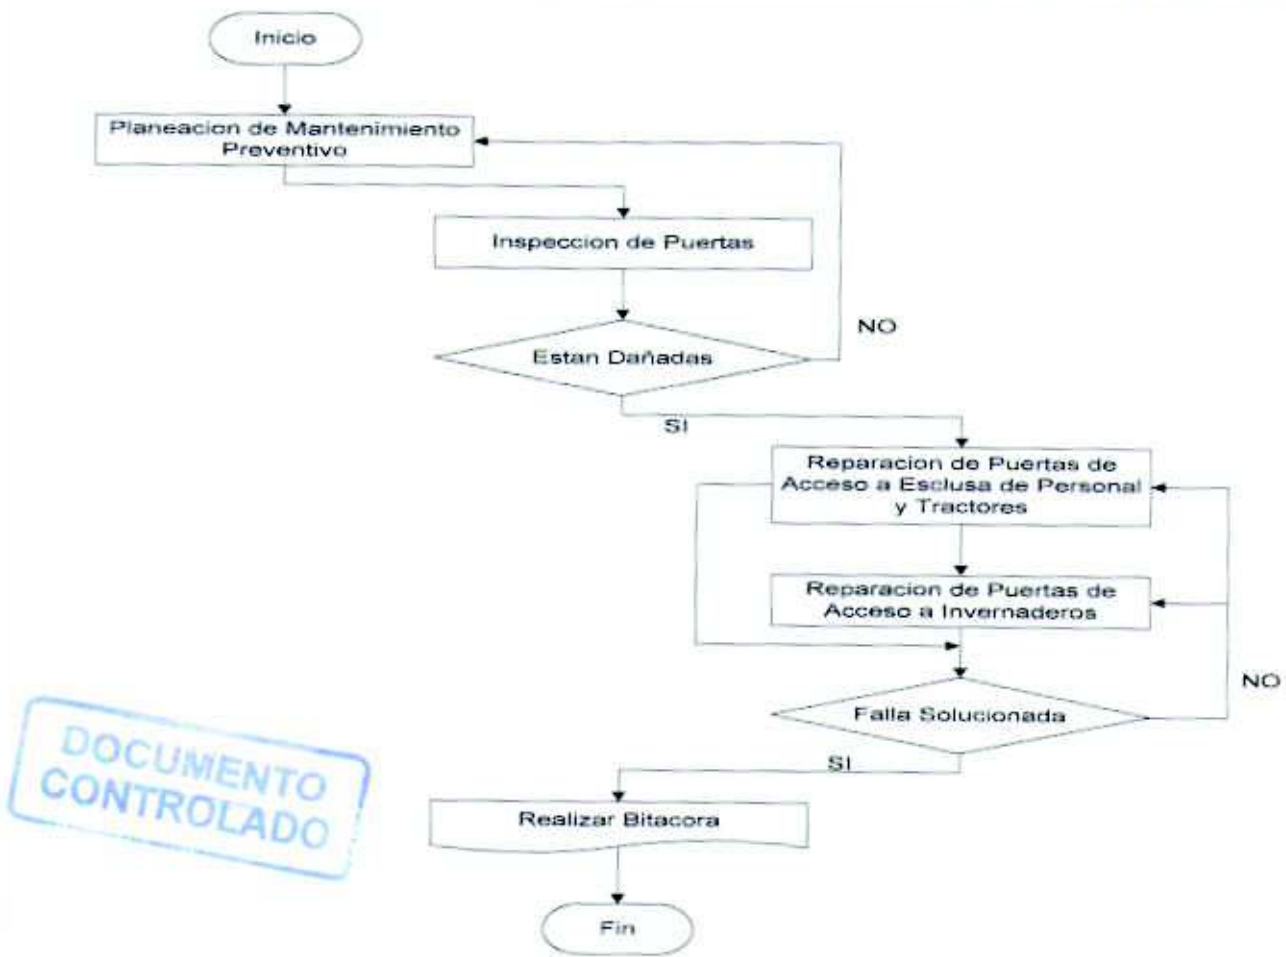 Inicio
Planeacion de Mantenimiento
Preventivo
Inspeccion de Puertas
NO
Estan Dañadas
SI
Reparacion de Puertas de
Acceso a Esclusa de Personal
y Tractores
Reparacion de Puertas de
Acceso a Invernaderos
NO
Falla Solucionada
SI
DOCUMENTO
CONTROLADO
Realizar Bitacora
Fin